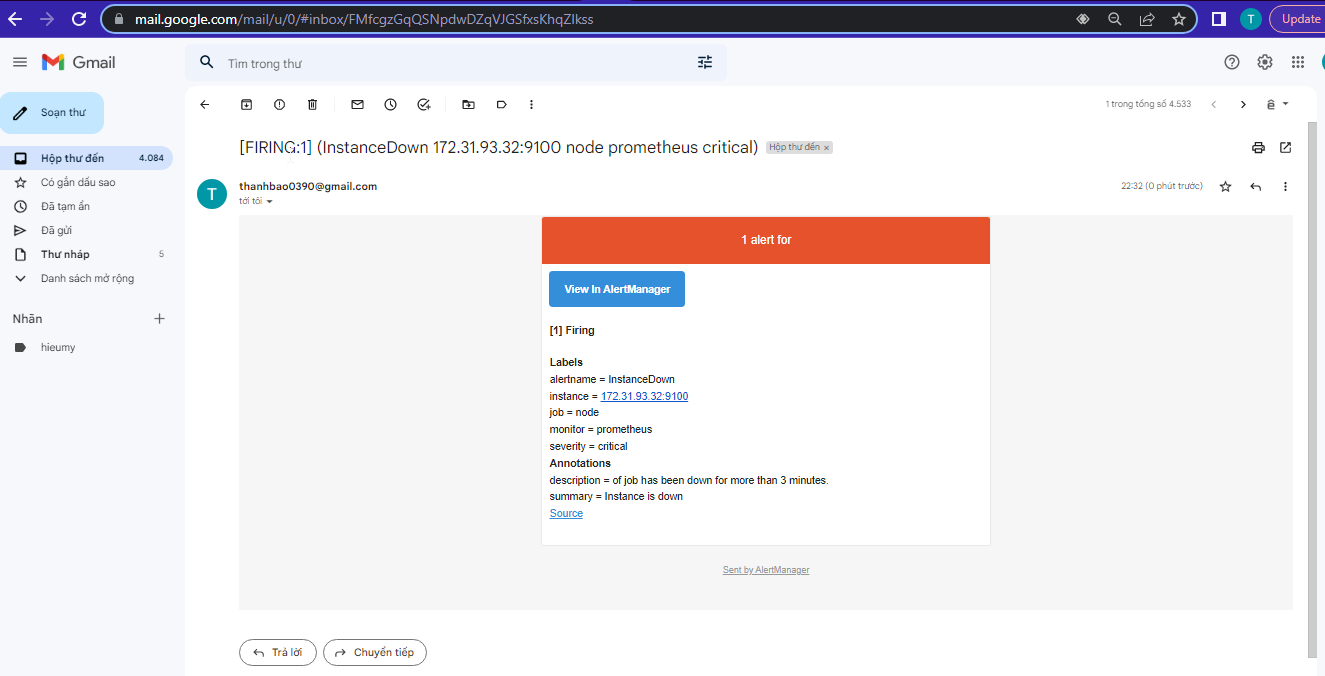 mail.google.com/mail/u/0/#inbox/FMfcgzGqQSNpdwDZqVJGSfxsKhqZlkss
T
Update
Gmail
Tìm trong thư
Soạn thư
1 trong tổng số 4.533
[FIRING:1] (InstanceDown 172.31.93.32:9100 node prometheus critical)
Hộp thư đến ×
Hộp thư đến 4.084
Có gắn dấu sao
Đã tạm ẩn
Đã gửi
Thư nháp 5
Danh sách mở rộng
Nhãn
hieumy
T
thanhbao0390@gmail.com
22:32 (0 phút trước)
tới tôi
1 alert for
View In AlertManager
[1] Firing
Labels
alertname = InstanceDown
instance = 172.31.93.32:9100
job = node
monitor = prometheus
severity = critical
Annotations
description = of job has been down for more than 3 minutes.
summary = Instance is down
Source
Sent by AlertManager
Trả lời
Chuyển tiếp